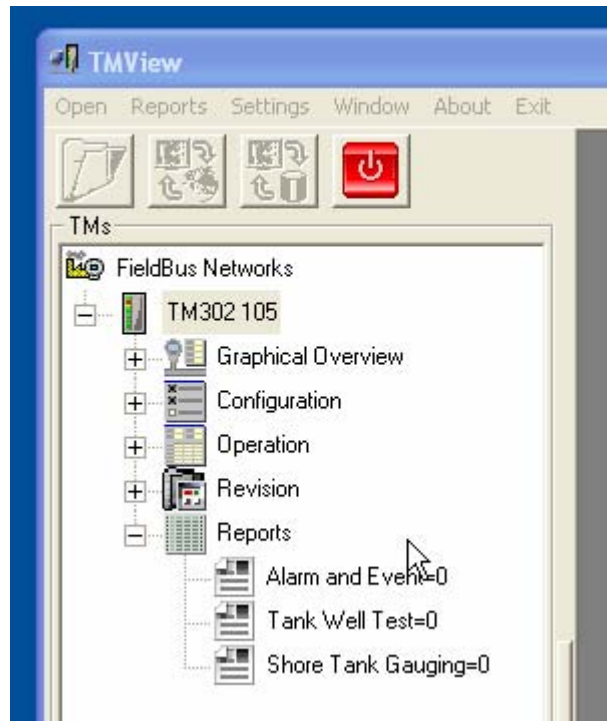 TMView
Open Reports Settings Window About Exit
TMs
FieldBus Networks
TM302 105
Graphical Overview
Configuration
Operation
Revision
Reports
Alarm and Event=0
Tank Well Test=0
Shore Tank Gauging=0